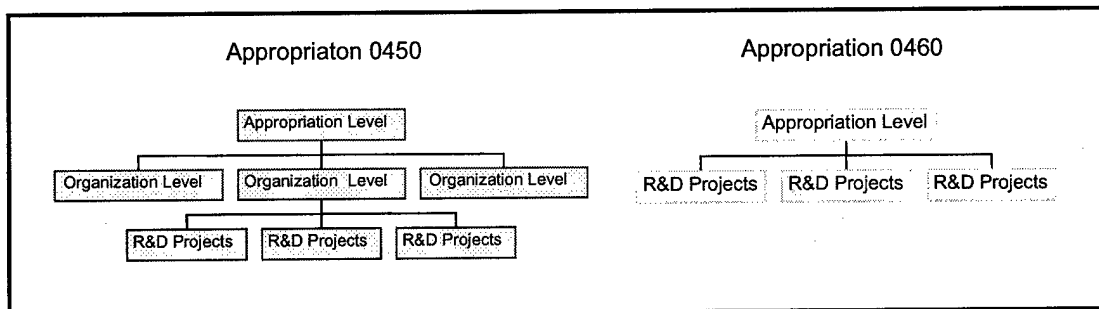 Appropriaton 0450
Appropriation Level
Organization Level
Organization Level
Organization Level
R&D Projects
R&D Projects
R&D Projects
Appropriation 0460
Appropriation Level
R&D Projects
R&D Projects
R&D Projects